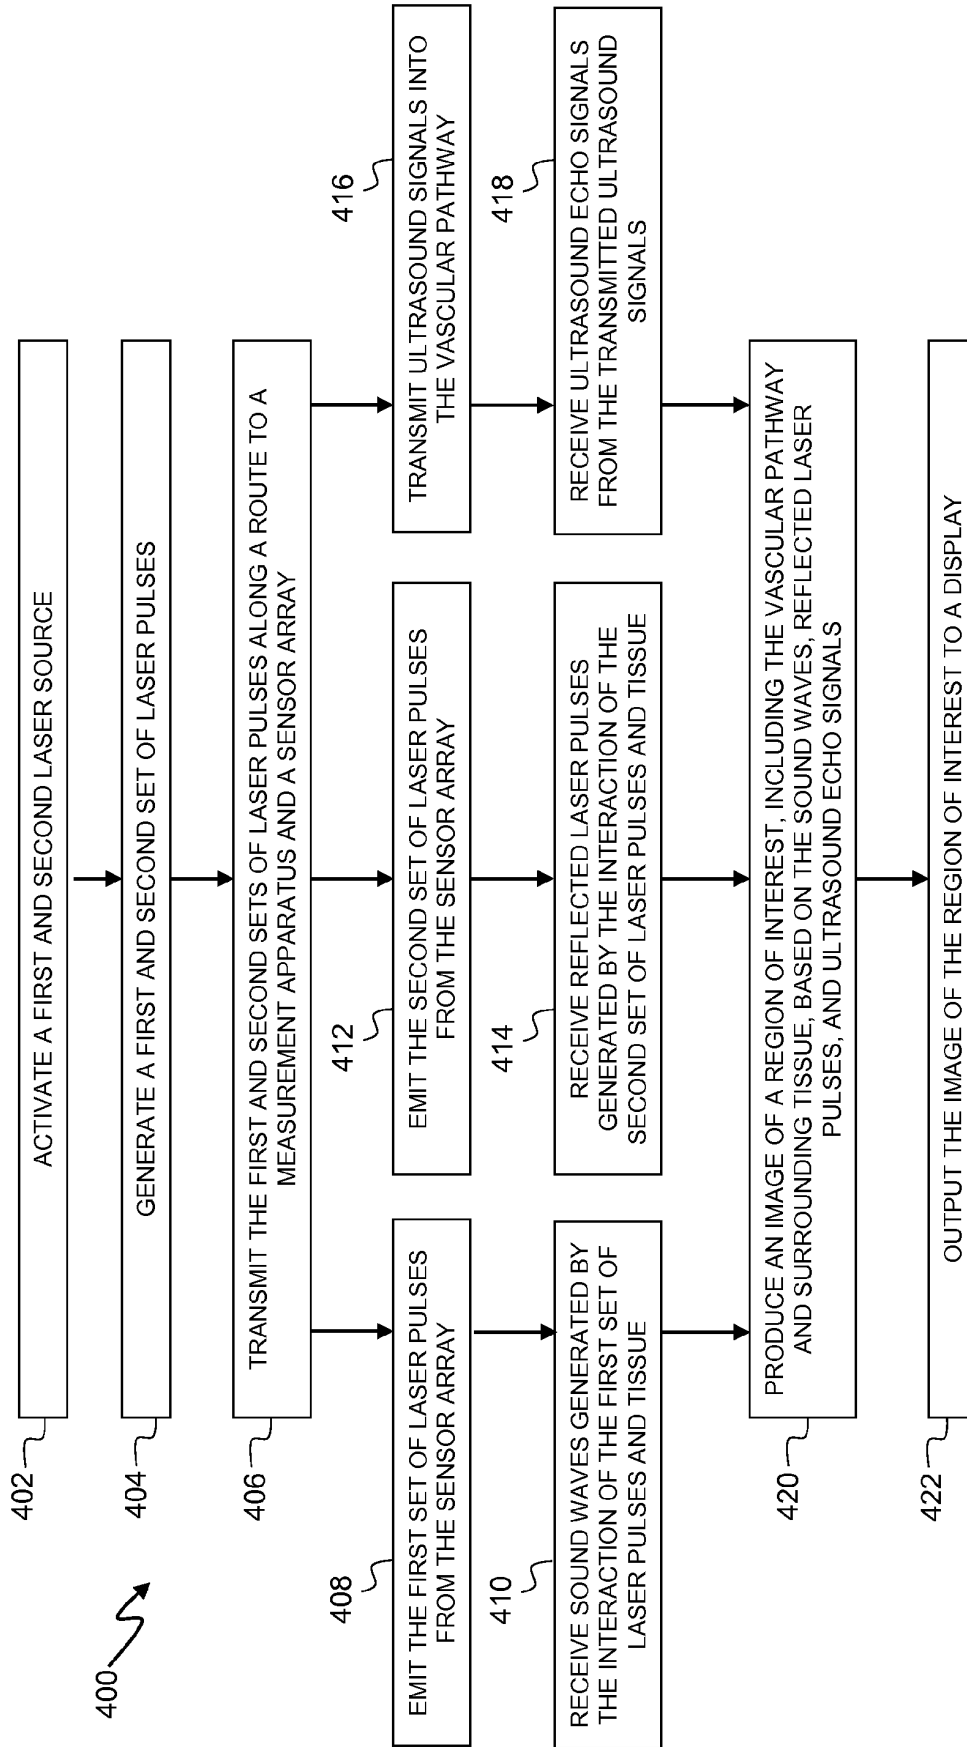 400
402
ACTIVATE A FIRST AND SECOND LASER SOURCE
404
GENERATE A FIRST AND SECOND SET OF LASER PULSES
406
TRANSMIT THE FIRST AND SECOND SETS OF LASER PULSES ALONG A ROUTE TO A
MEASUREMENT APPARATUS AND A SENSOR ARRAY
408
EMIT THE FIRST SET OF LASER PULSES
FROM THE SENSOR ARRAY
412
EMIT THE SECOND SET OF LASER PULSES
FROM THE SENSOR ARRAY
416
TRANSMIT ULTRASOUND SIGNALS INTO
THE VASCULAR PATHWAY
410
RECEIVE SOUND WAVES GENERATED BY
THE INTERACTION OF THE FIRST SET OF
LASER PULSES AND TISSUE
414
RECEIVE REFLECTED LASER PULSES
GENERATED BY THE INTERACTION OF THE
SECOND SET OF LASER PULSES AND TISSUE
418
RECEIVE ULTRASOUND ECHO SIGNALS
FROM THE TRANSMITTED ULTRASOUND
SIGNALS
420
PRODUCE AN IMAGE OF A REGION OF INTEREST, INCLUDING THE VASCULAR PATHWAY
AND SURROUNDING TISSUE, BASED ON THE SOUND WAVES, REFLECTED LASER
PULSES, AND ULTRASOUND ECHO SIGNALS
422
OUTPUT THE IMAGE OF THE REGION OF INTEREST TO A DISPLAY